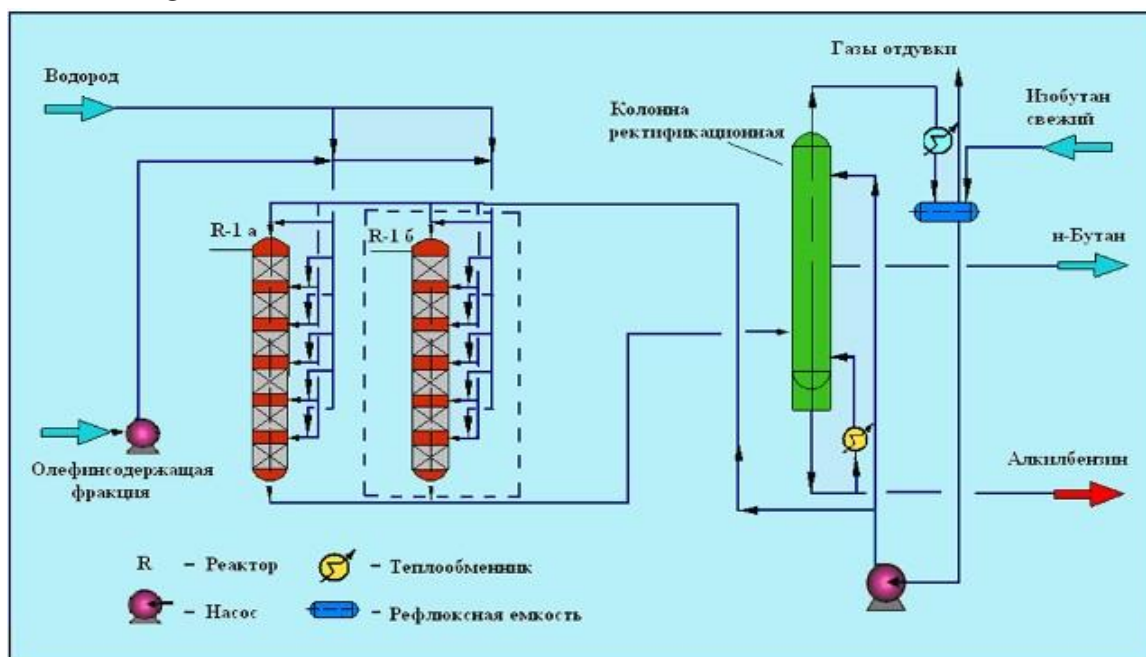 Водород
Газы отдувки
Изобутан
свежий
Колонна
ректификационная
R-1 а
R-1 б
н-Бутан
Олефинсодержащая
фракция
Алкилбензин
R – Реактор
– Теплообменник
– Насос
– Рефлюксная емкость